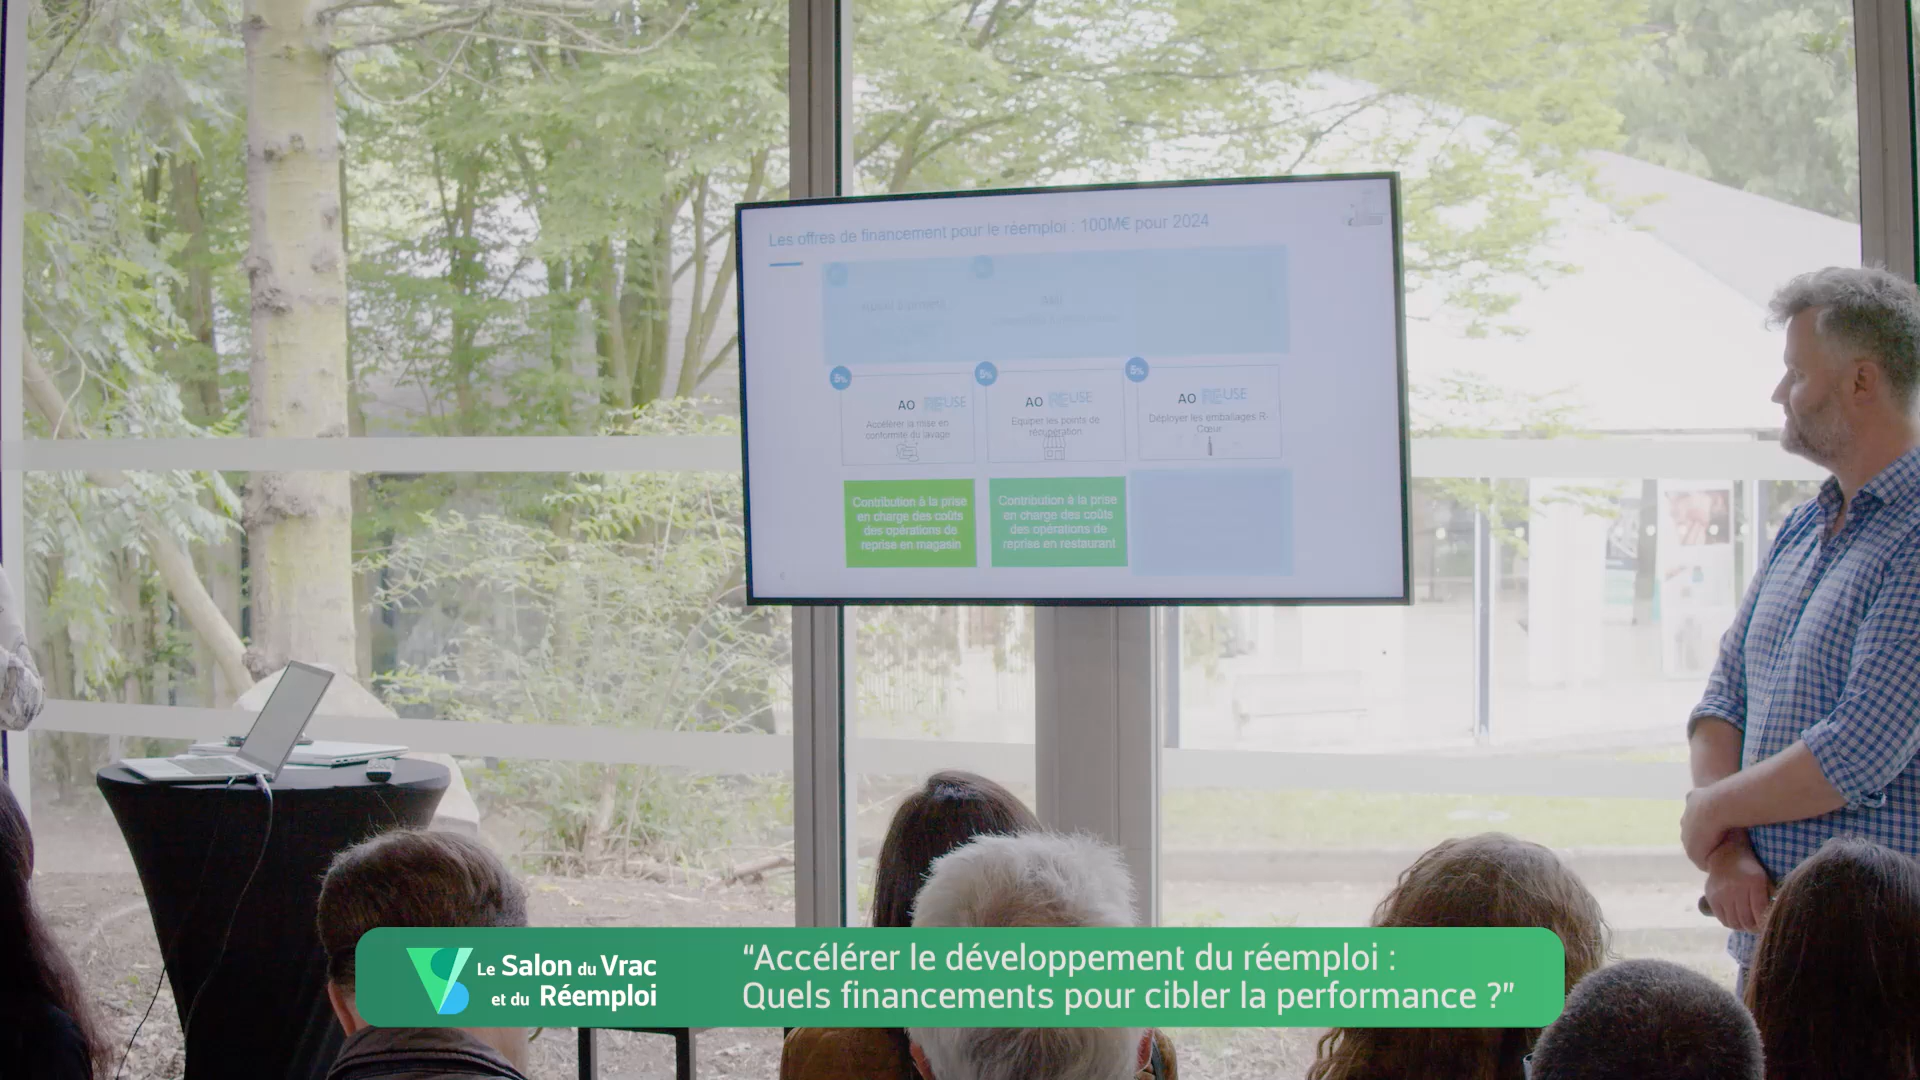 Les offres de financement pour le réemploi : 100M€ pour 2024
5%
5%
5%
AO REUSE
Accélérer la mise en
conformité du lavage
AO REUSE
Equiper les points de
récupération
AO REUSE
Déployer les emballages R-
Cœur
Contribution à la prise
en charge des coûts
des opérations de
reprise en magasin
Contribution à la prise
en charge des coûts
des opérations de
reprise en restaurant
Le Salon du Vrac
et du Réemploi
“Accélérer le développement du réemploi :
Quels financements pour cibler la performance ?”